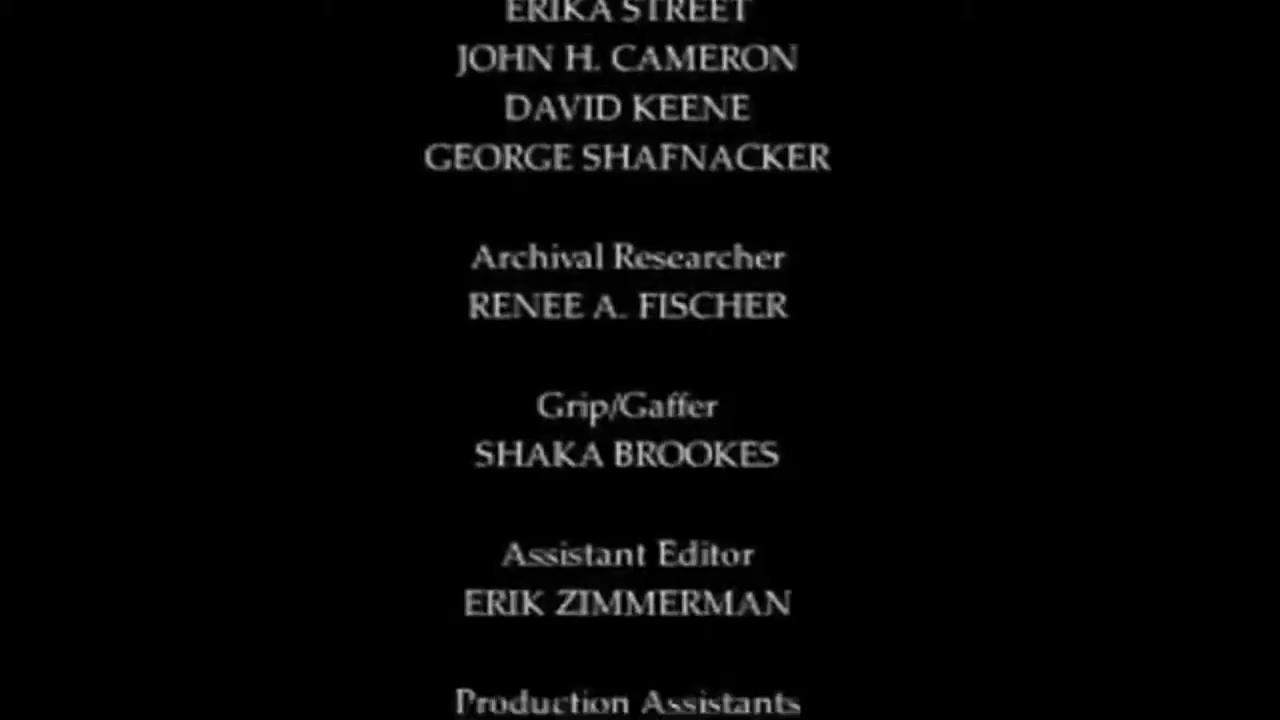 ERIKA STREET
JOHN H. CAMERON
DAVID KEENE
GEORGE SHAFNACKER
Archival Researcher
RENEE A. FISCHER
Grip/Gaffer
SHAKA BROOKES
Assistant Editor
ERIK ZIMMERMAN
Production Assistants